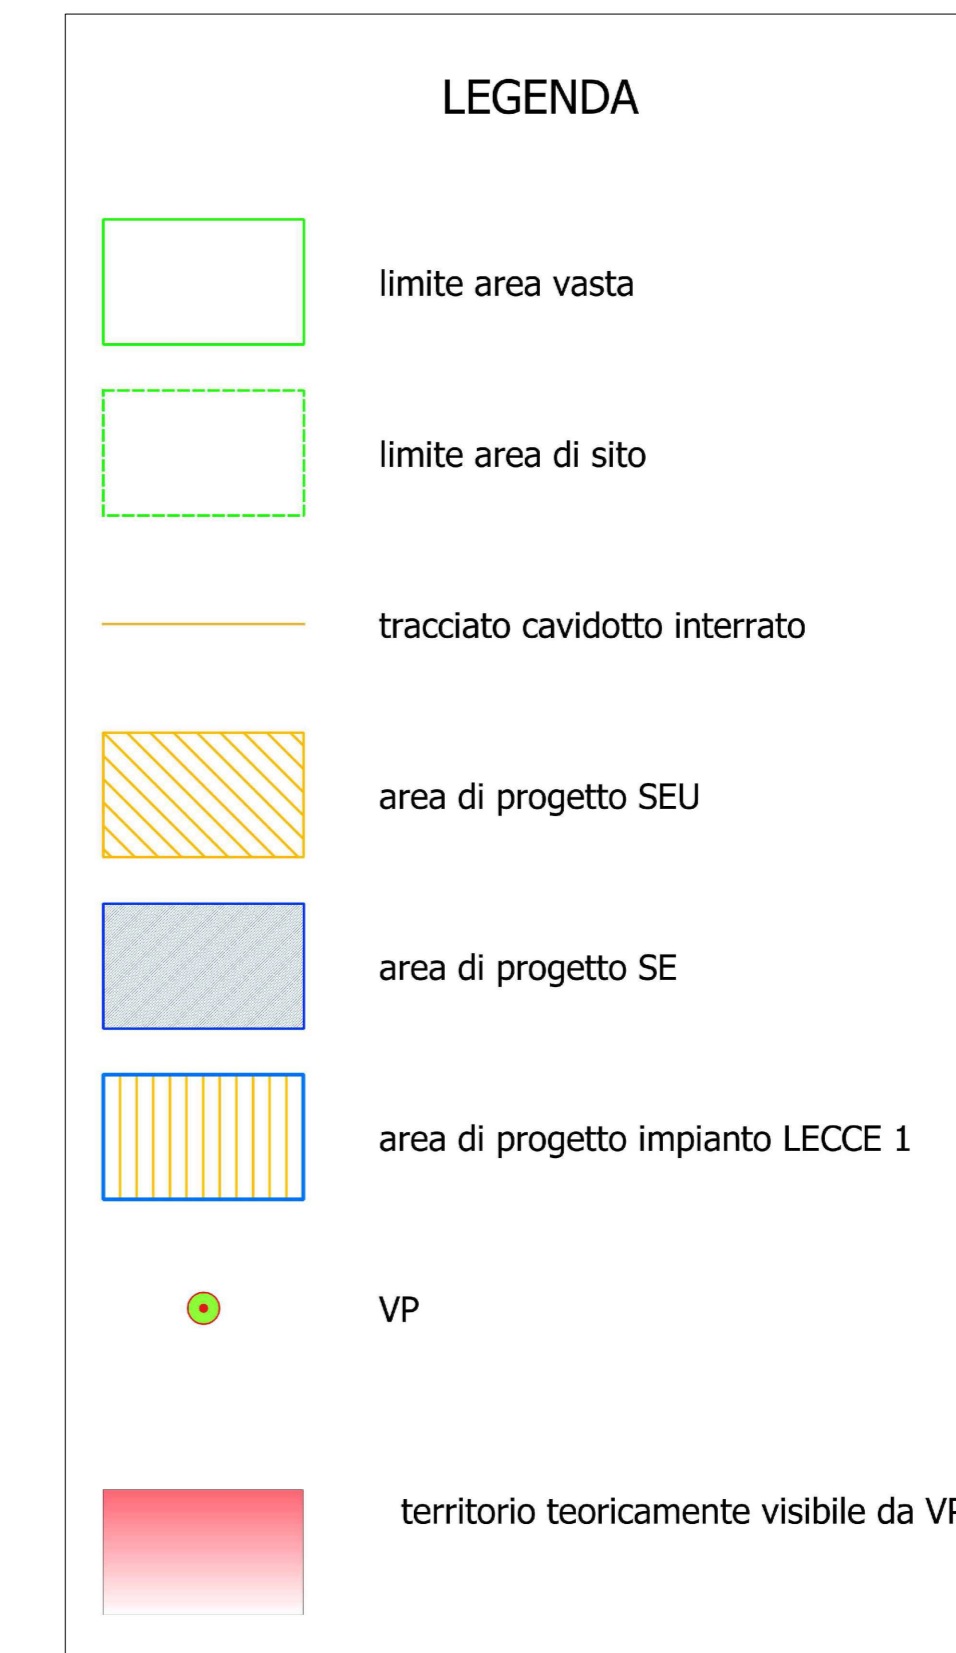 LEGENDA
limite area vasta
limite area di sito
tracciato cavidotto interrato
area di progetto SEU
area di progetto SE
area di progetto impianto LECCE 1
VP
territorio teoricamente visibile da VP